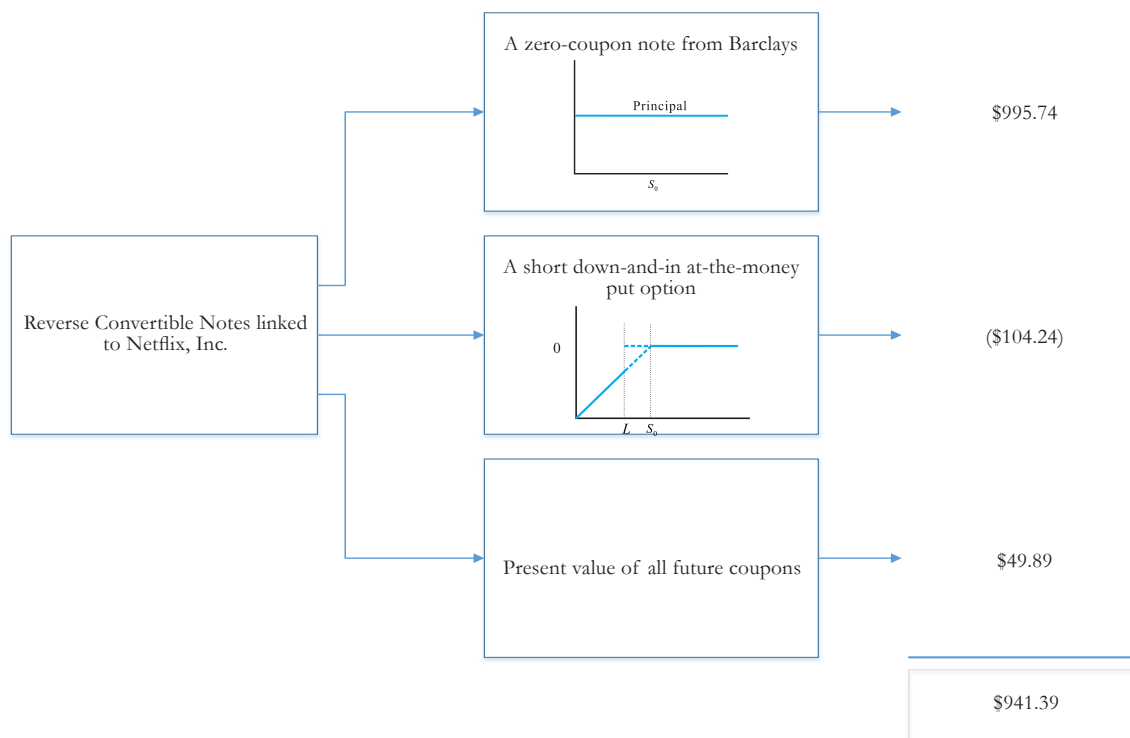 A zero-coupon note from Barclays
Principal
S₀
$995.74
Reverse Convertible Notes linked
to Netflix, Inc.
A short down-and-in at-the-money
put option
0
L S₀
($104.24)
Present value of all future coupons
$49.89
$941.39